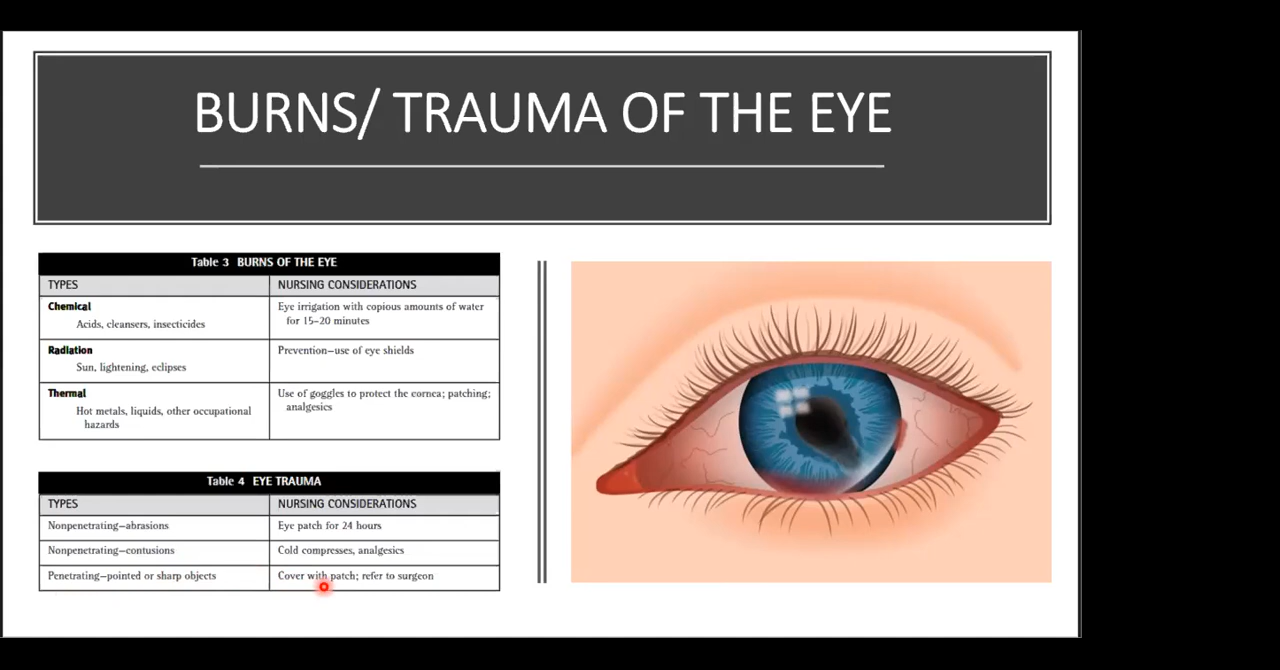 BURNS/ TRAUMA OF THE EYE
Table 3 BURNS OF THE EYE
TYPES NURSING CONSIDERATIONS
Chemical
Acids, cleansers, insecticides
Eye irrigation with copious amounts of water
for 15–20 minutes
Radiation
Sun, lightening, eclipses
Prevention—use of eye shields
Thermal
Hot metals, liquids, other occupational
hazards
Use of goggles to protect the cornea; patching;
analgesics
Table 4 EYE TRAUMA
TYPES NURSING CONSIDERATIONS
Nonpenetrating—abrasions Eye patch for 24 hours
Nonpenetrating—contusions Cold compresses, analgesics
Penetrating—pointed or sharp objects Cover with patch; refer to surgeon